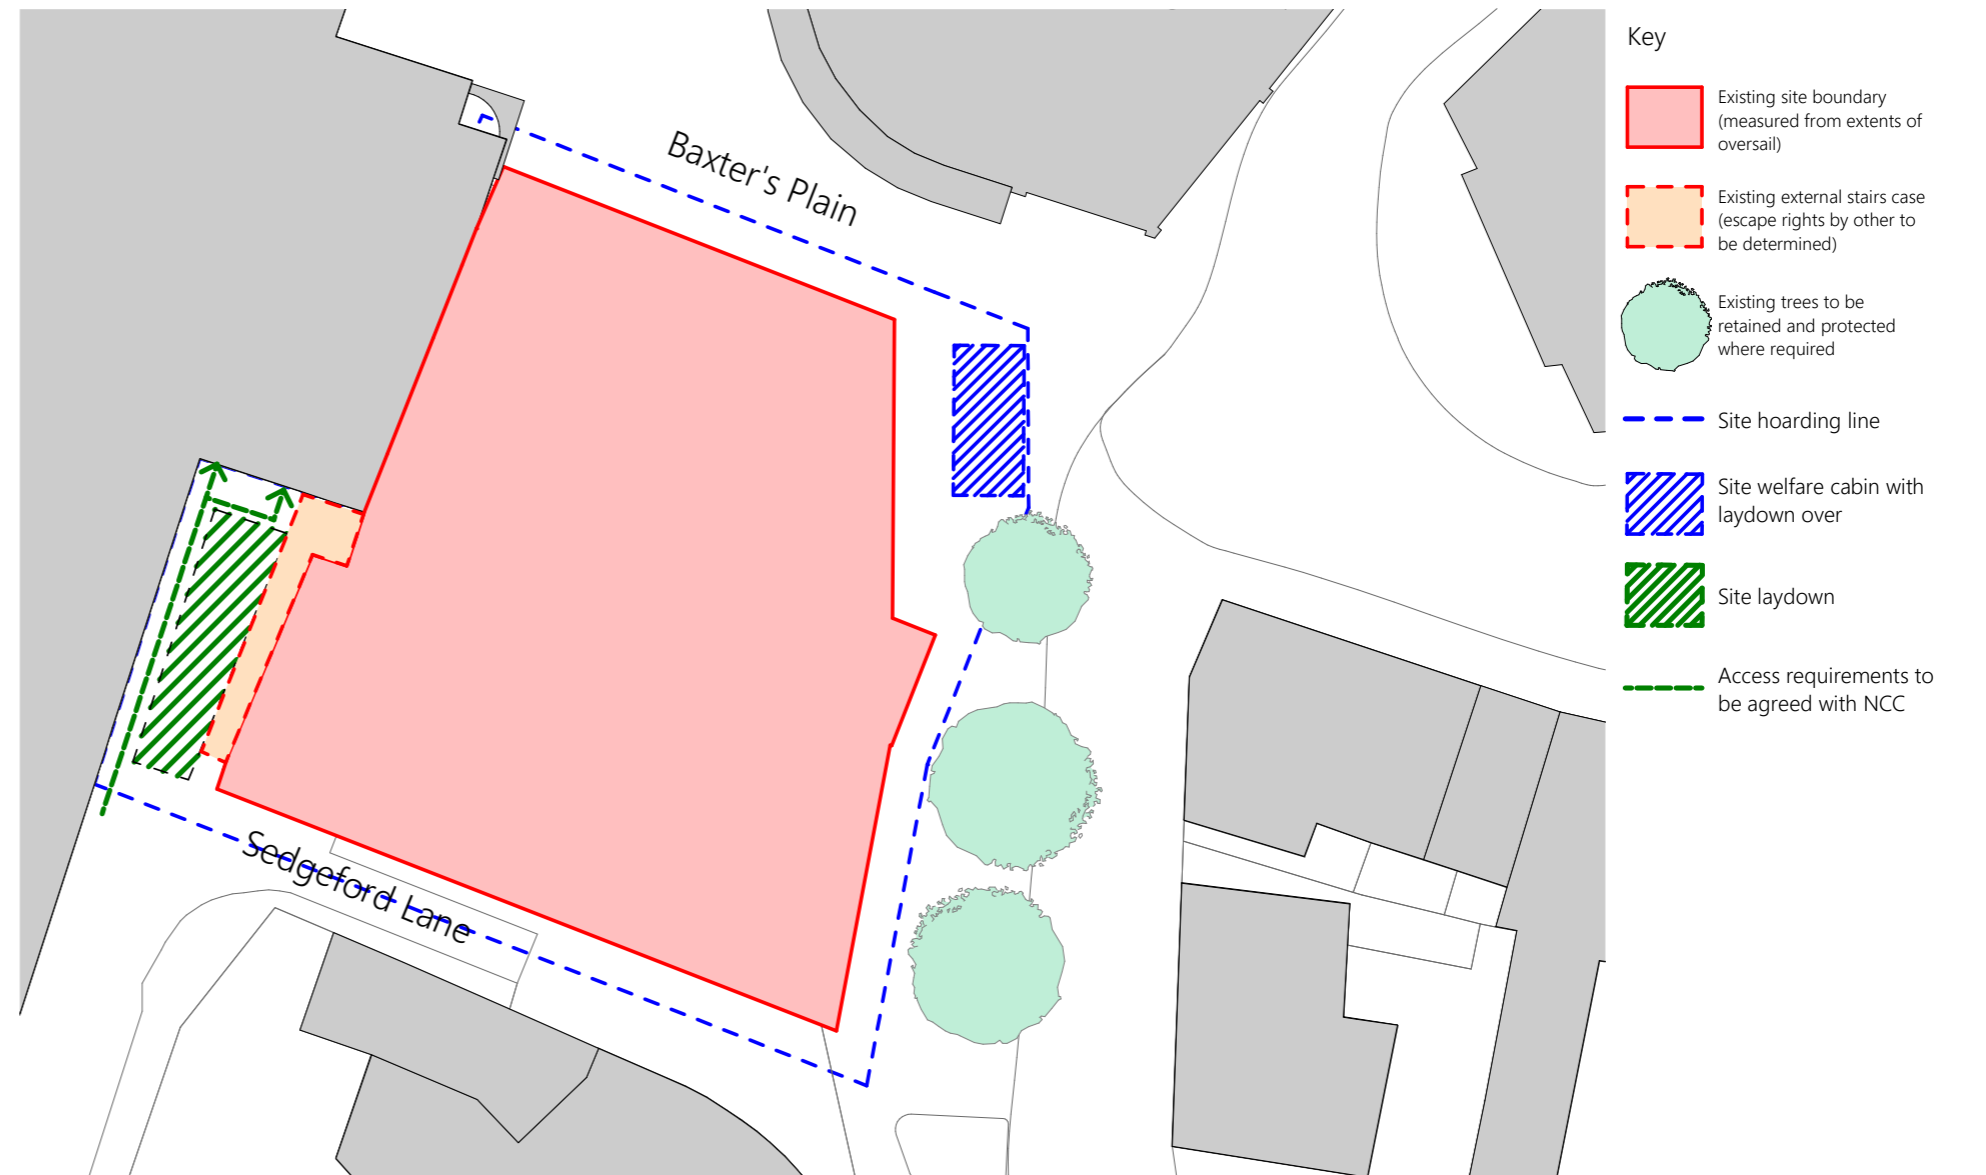 Baxter's Plain
Sedgeford Lane
Key
Existing site boundary
(measured from extents of
oversail)
Existing external stairs case
(escape rights by other to
be determined)
Existing trees to be
retained and protected
where required
Site hoarding line
Site welfare cabin with
laydown over
Site laydown
Access requirements to
be agreed with NCC